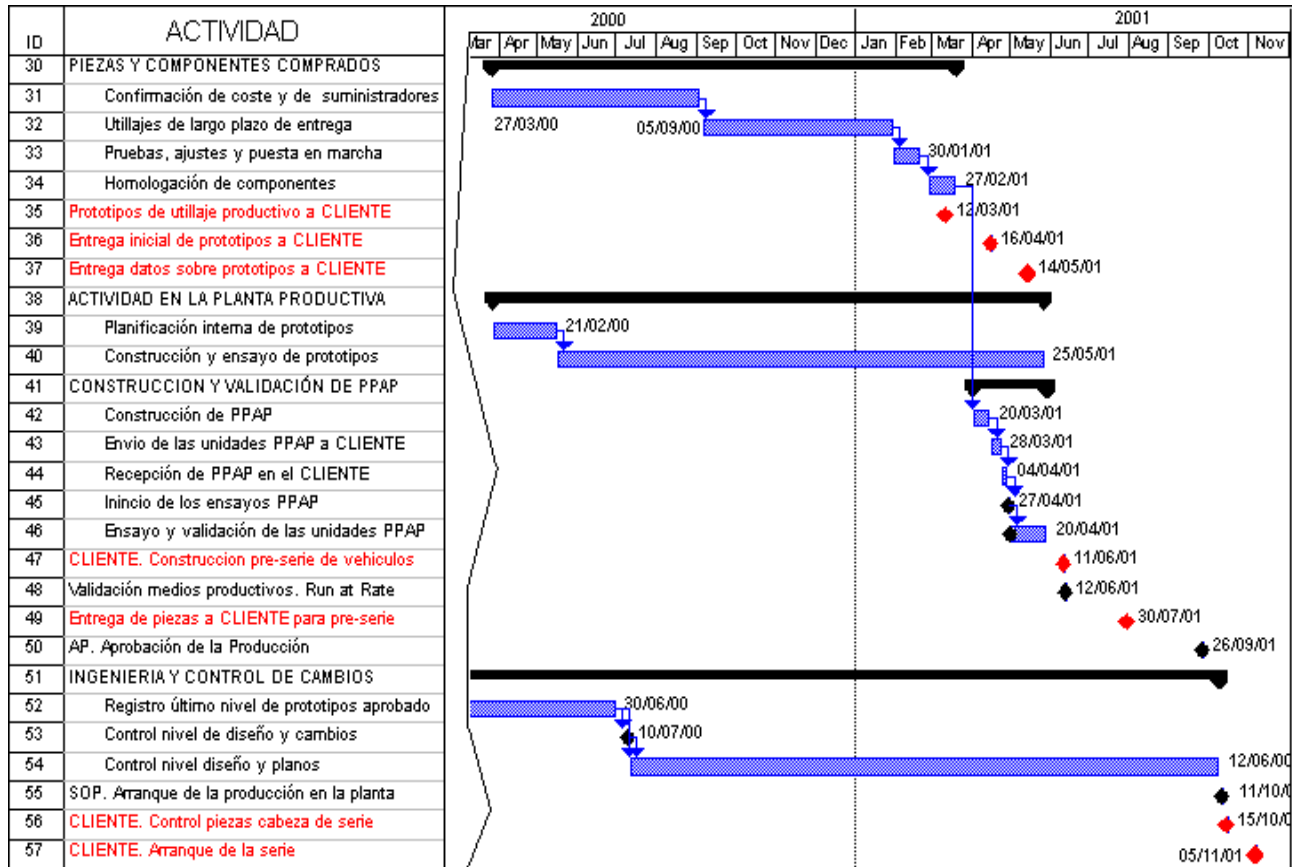 2000 2001
ID ACTIVIDAD Mar Apr May Jun Jul Aug Sep Oct Nov Dec Jan Feb Mar Apr May Jun Jul Aug Sep Oct Nov
30 PIEZAS Y COMPONENTES COMPRADOS
31 Confirmación de coste y de suministradores
32 Utillajes de largo plazo de entrega 27/03/00 05/09/00
33 Pruebas, ajustes y puesta en marcha 30/01/01
34 Homologación de componentes 27/02/01
35 Prototipos de utillaje productivo a CLIENTE 12/03/01
36 Entrega inicial de prototipos a CLIENTE 16/04/01
37 Entrega datos sobre prototipos a CLIENTE 14/05/01
38 ACTIVIDAD EN LA PLANTA PRODUCTIVA
39 Planificación interna de prototipos 21/02/00
40 Construcción y ensayo de prototipos 25/05/01
41 CONSTRUCCION Y VALIDACIÓN DE PPAP
42 Construcción de PPAP 20/03/01
43 Envio de las unidades PPAP a CLIENTE 28/03/01
44 Recepción de PPAP en el CLIENTE 04/04/01
45 Inincio de los ensayos PPAP 27/04/01
46 Ensayo y validación de las unidades PPAP 20/04/01
47 CLIENTE. Construccion pre-serie de vehiculos 11/06/01
48 Validación medios productivos. Run at Rate 12/06/01
49 Entrega de piezas a CLIENTE para pre-serie 30/07/01
50 AP. Aprobación de la Producción 26/09/01
51 INGENIERIA Y CONTROL DE CAMBIOS
52 Registro último nivel de prototipos aprobado 30/06/00
53 Control nivel de diseño y cambios 10/07/00
54 Control nivel diseño y planos 12/06/00
55 SOP. Arranque de la producción en la planta 11/10/0
56 CLIENTE. Control piezas cabeza de serie 15/10/0
57 CLIENTE. Arranque de la serie 05/11/01